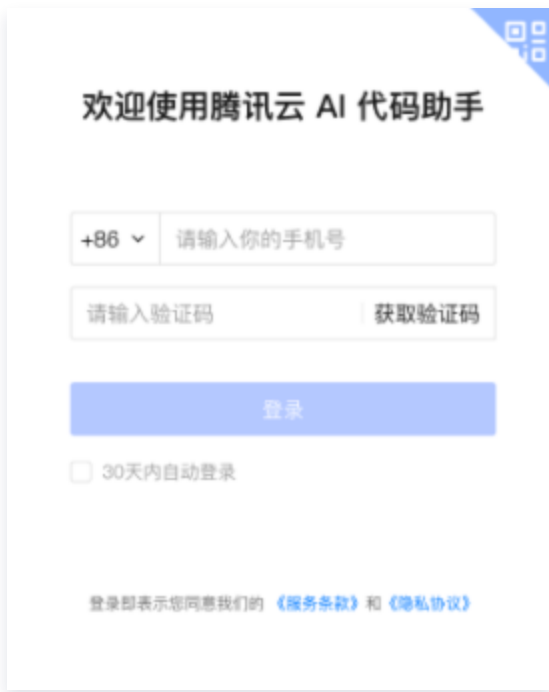 欢迎使用腾讯云 AI 代码助手
+86 请输入你的手机号
请输入验证码 获取验证码
登录
30天内自动登录
登录即表示您同意我们的 《服务条款》和《隐私协议》